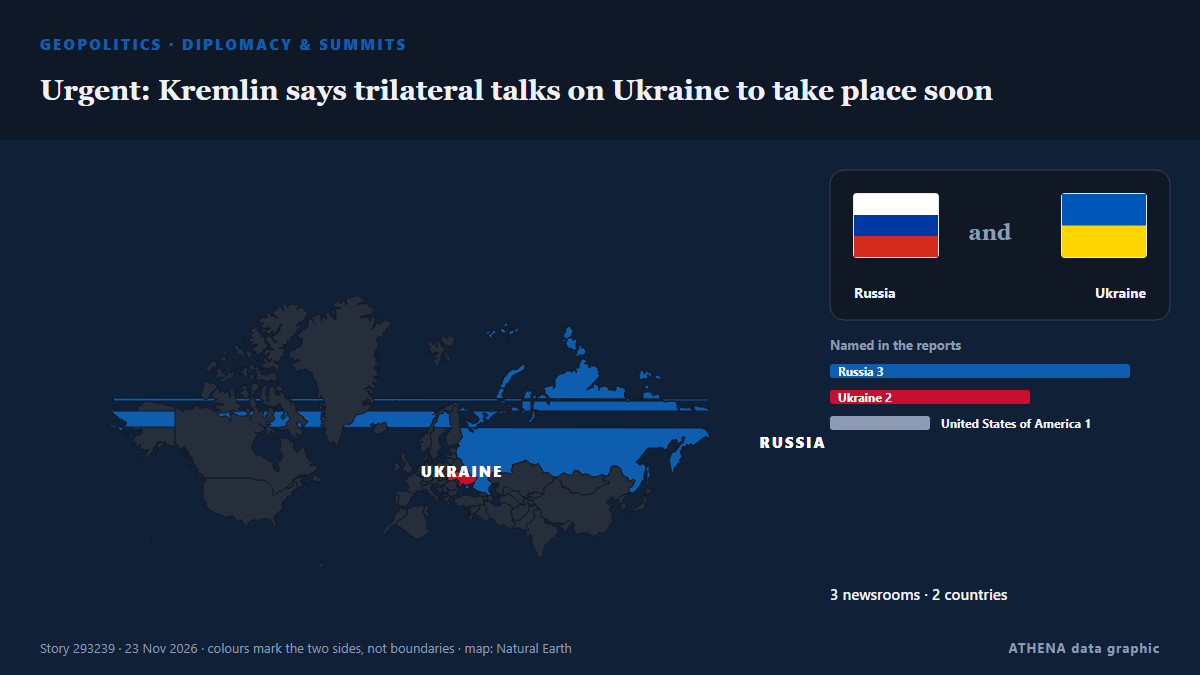 GEOPOLITICS · DIPLOMACY & SUMMITS
Urgent: Kremlin says trilateral talks on Ukraine to take place soon
and
Russia
Ukraine
Named in the reports
Russia 3
Ukraine 2
United States of America 1
RUSSIA
UKRAINE
3 newsrooms · 2 countries
Story 293239 · 23 Nov 2026 · colours mark the two sides, not boundaries · map: Natural Earth
ATHENA data graphic